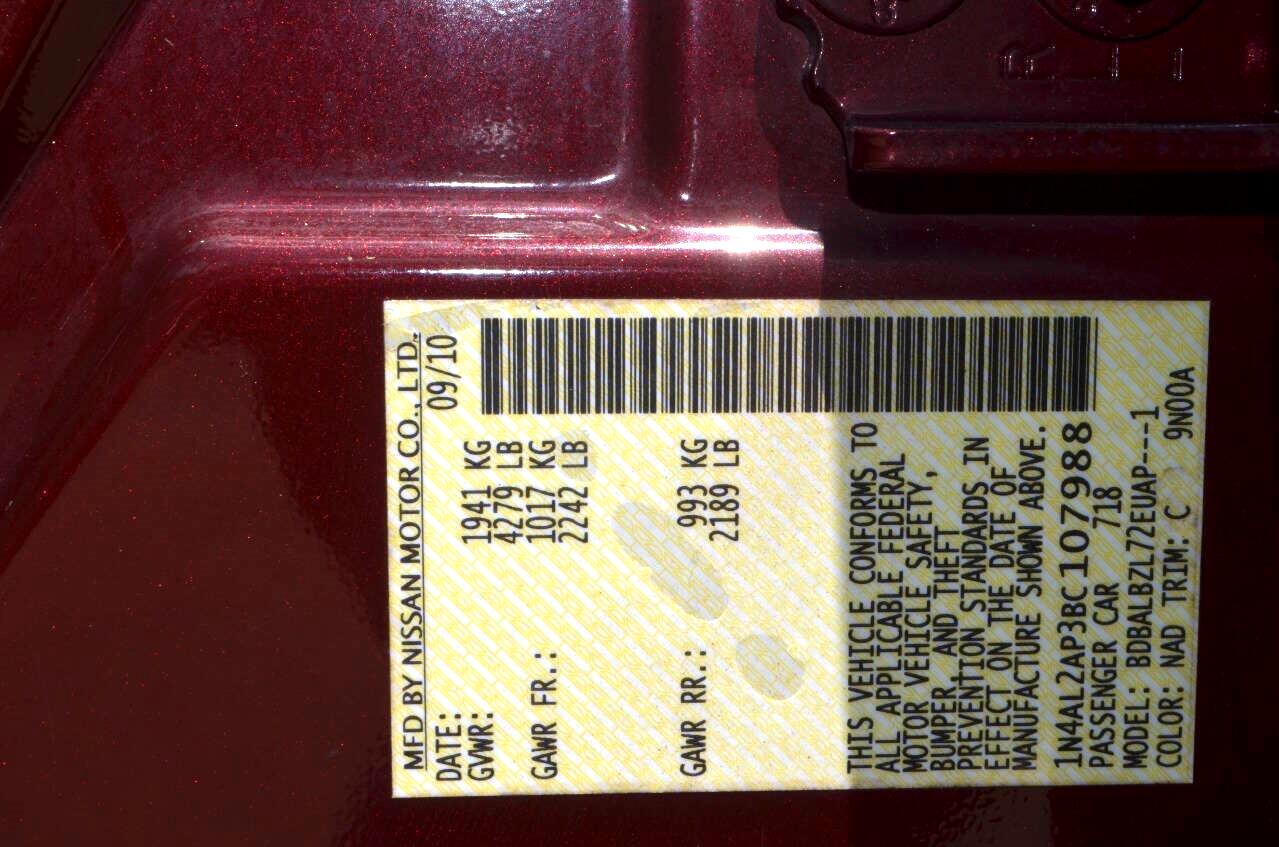 MFD BY NISSAN MOTOR CO., LTD.
DATE: 09/10
GVWR: 1941 KG
4279 LB
GAWR FR.: 1017 KG
2242 LB
GAWR RR.: 993 KG
2189 LB
THIS VEHICLE CONFORMS TO
ALL APPLICABLE FEDERAL
MOTOR VEHICLE SAFETY,
BUMPER AND THEFT
PREVENTION STANDARDS IN
EFFECT ON THE DATE OF
MANUFACTURE SHOWN ABOVE.
1N4AL2AP3BC107988
PASSENGER CAR 718
MODEL: BDBALBZL72EUAP---1
COLOR: NAD TRIM: C 9N00A